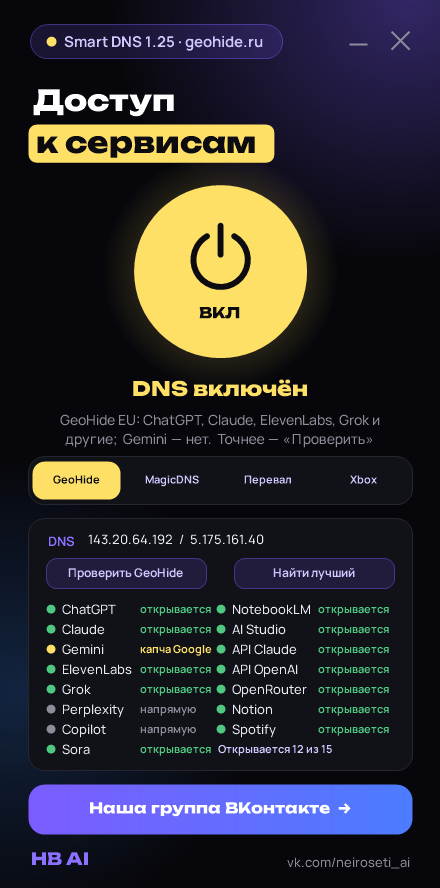 Smart DNS 1.25 · geohide.ru
Доступ
к сервисам
ВКЛ
DNS включён
GeoHide EU: ChatGPT, Claude, ElevenLabs, Grok и
другие; Gemini — нет. Точнее — «Проверить»
GeoHide MagicDNS Перевал Xbox
DNS 143.20.64.192 / 5.175.161.40
Проверить GeoHide Найти лучший
ChatGPT открывается NotebookLM открывается
Claude открывается AI Studio открывается
Gemini капча Google API Claude открывается
ElevenLabs открывается API OpenAI открывается
Grok открывается OpenRouter открывается
Perplexity напрямую Notion открывается
Copilot напрямую Spotify открывается
Sora открывается Открывается 12 из 15
Наша группа ВКонтакте →
НВ AI vk.com/neiroseti_ai